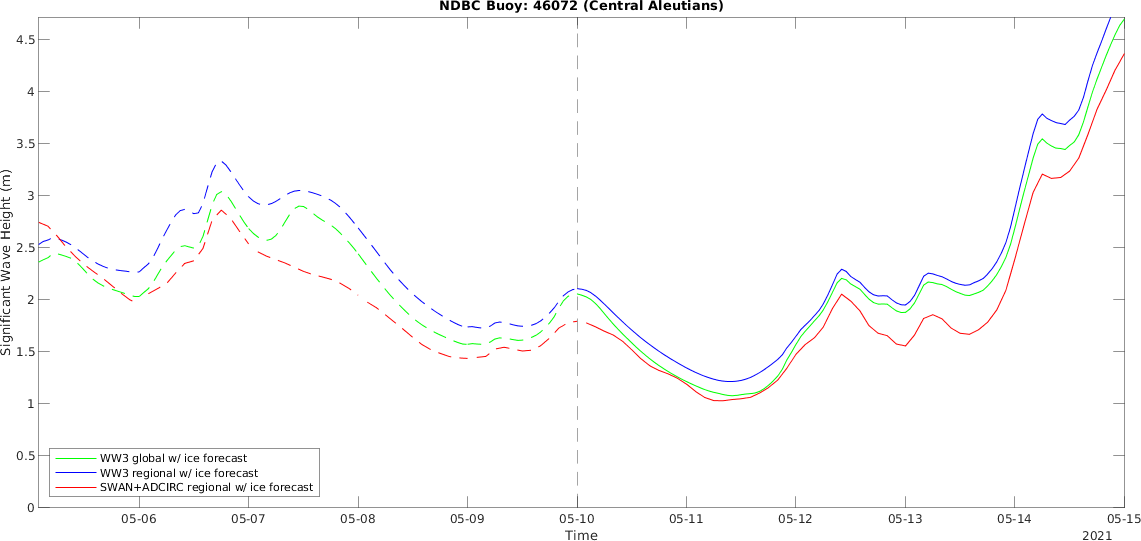 NDBC Buoy: 46072 (Central Aleutians)
Significant Wave Height (m)
4.5
4
3.5
3
2.5
2
1.5
1
0.5
0
WW3 global w/ ice forecast
WW3 regional w/ ice forecast
SWAN+ADCIRC regional w/ ice forecast
05-06 05-07 05-08 05-09 05-10 05-11 05-12 05-13 05-14 05-15
Time
2021